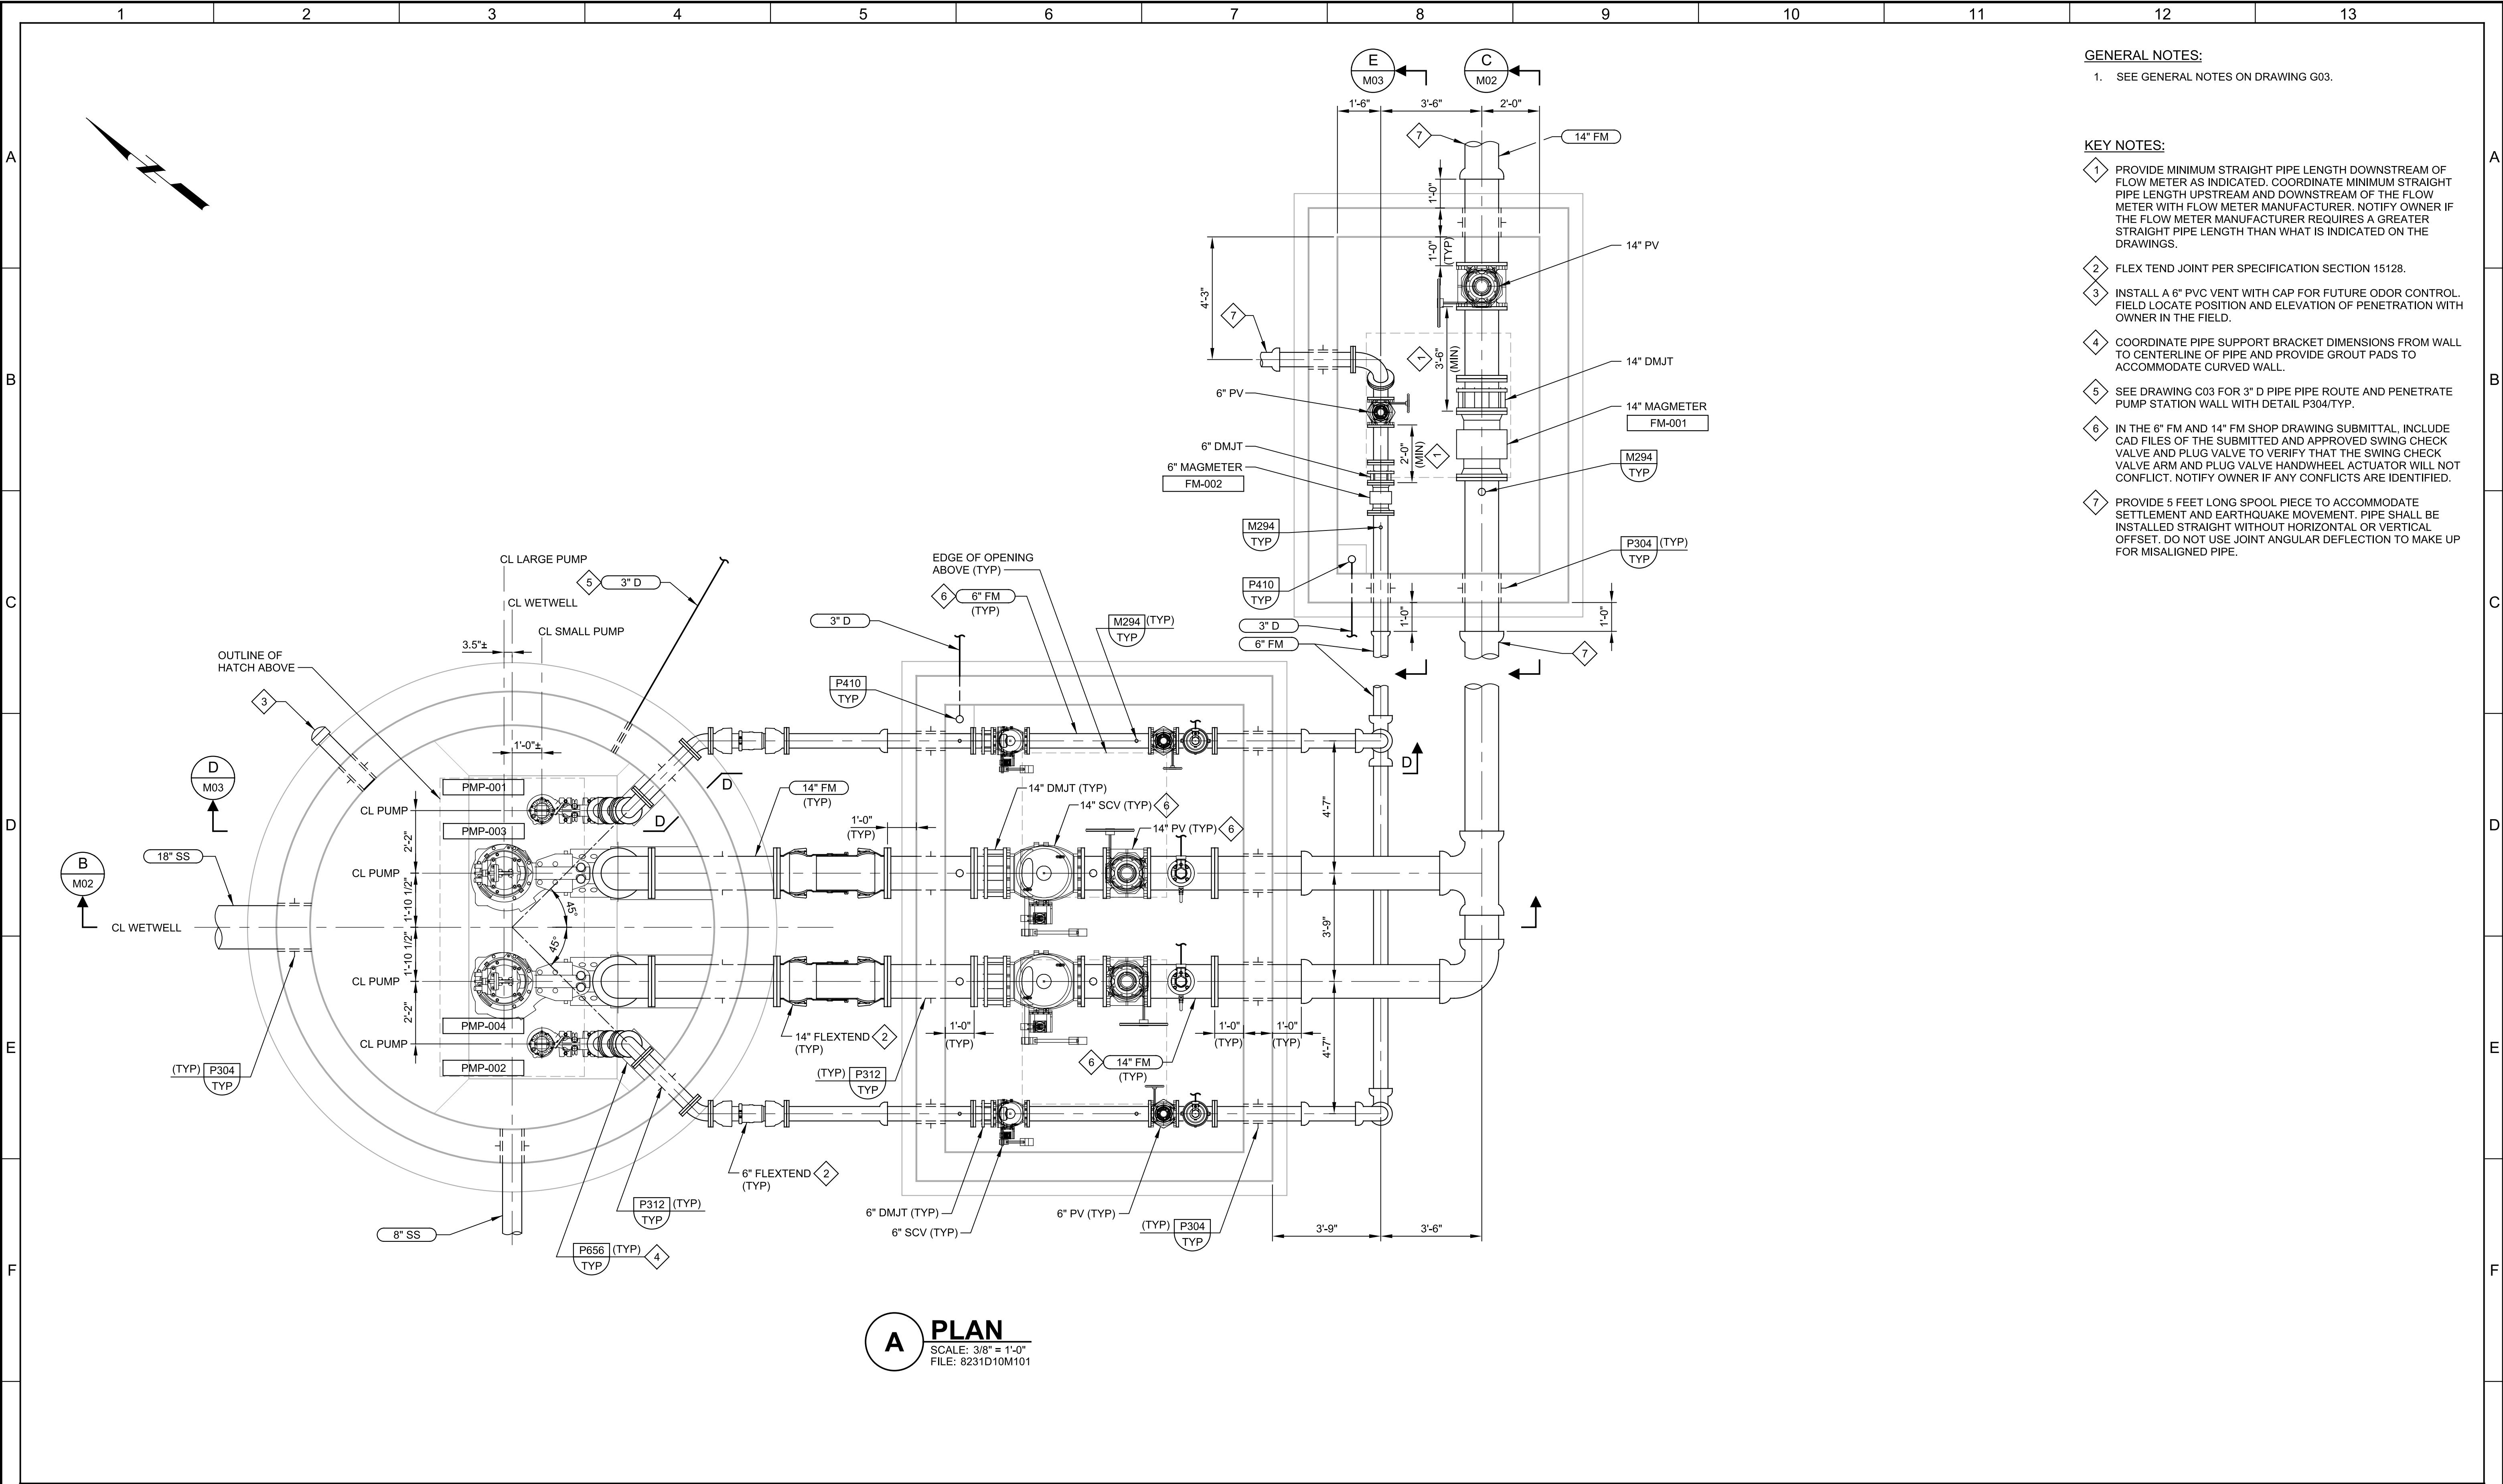 1 2 3 4 5 6 7 8 9 10 11 12 13
A
B
C
D
E
F
A
B
C
D
E
F
GENERAL NOTES:
1. SEE GENERAL NOTES ON DRAWING G03.
KEY NOTES:
1 PROVIDE MINIMUM STRAIGHT PIPE LENGTH DOWNSTREAM OF
FLOW METER AS INDICATED. COORDINATE MINIMUM STRAIGHT
PIPE LENGTH UPSTREAM AND DOWNSTREAM OF THE FLOW
METER WITH FLOW METER MANUFACTURER. NOTIFY OWNER IF
THE FLOW METER MANUFACTURER REQUIRES A GREATER
STRAIGHT PIPE LENGTH THAN WHAT IS INDICATED ON THE
DRAWINGS.
2 FLEX TEND JOINT PER SPECIFICATION SECTION 15128.
3 INSTALL A 6" PVC VENT WITH CAP FOR FUTURE ODOR CONTROL.
FIELD LOCATE POSITION AND ELEVATION OF PENETRATION WITH
OWNER IN THE FIELD.
4 COORDINATE PIPE SUPPORT BRACKET DIMENSIONS FROM WALL
TO CENTERLINE OF PIPE AND PROVIDE GROUT PADS TO
ACCOMMODATE CURVED WALL.
5 SEE DRAWING C03 FOR 3" D PIPE PIPE ROUTE AND PENETRATE
PUMP STATION WALL WITH DETAIL P304/TYP.
6 IN THE 6" FM AND 14" FM SHOP DRAWING SUBMITTAL, INCLUDE
CAD FILES OF THE SUBMITTED AND APPROVED SWING CHECK
VALVE AND PLUG VALVE TO VERIFY THAT THE SWING CHECK
VALVE ARM AND PLUG VALVE HANDWHEEL ACTUATOR WILL NOT
CONFLICT. NOTIFY OWNER IF ANY CONFLICTS ARE IDENTIFIED.
7 PROVIDE 5 FEET LONG SPOOL PIECE TO ACCOMMODATE
SETTLEMENT AND EARTHQUAKE MOVEMENT. PIPE SHALL BE
INSTALLED STRAIGHT WITHOUT HORIZONTAL OR VERTICAL
OFFSET. DO NOT USE JOINT ANGULAR DEFLECTION TO MAKE UP
FOR MISALIGNED PIPE.
E
M03
C
M02
1'-6"
3'-6"
2'-0"
7
14" FM
1'-0"
1'-0"
(TYP)
14" PV
4'-3"
7
1
3'-6"
(MIN)
14" DMJT
6" PV
14" MAGMETER
FM-001
6" DMJT
2'-0"
(MIN)
1
6" MAGMETER
FM-002
M294
TYP
M294
TYP
P304 (TYP)
TYP
P410
TYP
1'-0"
1'-0"
3" D
6" FM
7
CL LARGE PUMP
5
3" D
CL WETWELL
CL SMALL PUMP
3.5"±
OUTLINE OF
HATCH ABOVE
3
EDGE OF OPENING
ABOVE (TYP)
6
6" FM
(TYP)
3" D
M294 (TYP)
TYP
P410
TYP
1'-0"±
D
M03
PMP-001
CL PUMP
PMP-003
2'-2"
CL PUMP
D
D
14" FM
(TYP)
1'-0"
(TYP)
14" DMJT (TYP)
14" SCV (TYP)
6
14" PV (TYP)
6
D
4'-7"
18" SS
B
M02
1'-10 1/2"
45°
CL WETWELL
45°
1'-10 1/2"
3'-9"
CL PUMP
2'-2"
PMP-004
CL PUMP
PMP-002
14" FLEXTEND
2
(TYP)
1'-0"
(TYP)
1'-0"
(TYP)
1'-0"
(TYP)
4'-7"
6
14" FM
(TYP)
(TYP) P304
TYP
(TYP) P312
TYP
6" FLEXTEND
2
(TYP)
P312 (TYP)
TYP
8" SS
P656 (TYP)
TYP
4
6" DMJT (TYP)
6" SCV (TYP)
6" PV (TYP)
(TYP) P304
TYP
3'-9"
3'-6"
A
PLAN
SCALE: 3/8" = 1'-0"
FILE: 8231D10M101